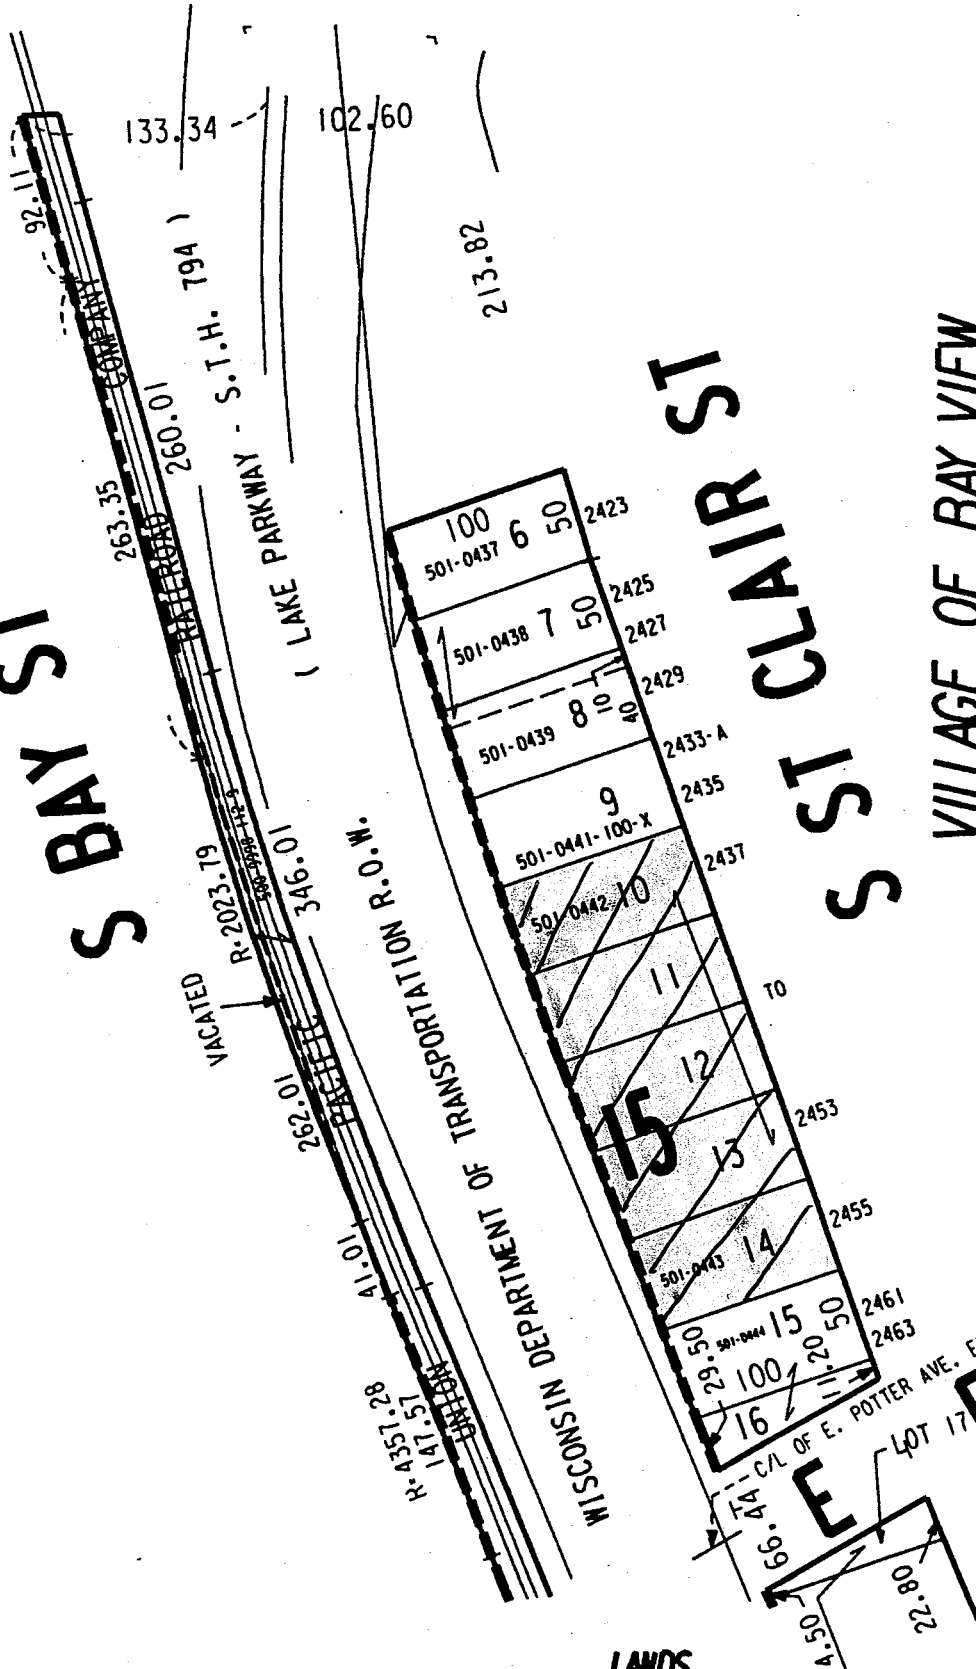 133.34
102.60
92.11
( LAKE PARKWAY - S.T.H. 794 )
213.82
COMPANY
260.01
263.35
RAILROAD
S BAY ST
S ST CLAIR ST
VILLAGE OF BAY VIEW
100
501-0437 6 50
2423
501-0438 7 50
2425
2427
501-0439 8 10
40
2429
2433-A
9
2435
501-0441-100-X
2437
501-0442 10
11
TO
12
15
13
2453
14
2455
501-0443
501-0444 15 50
29.50
100
11.20
2461
2463
16
R-2023.79
346.01
VACATED
262.01
PACIFIC
WISCONSIN DEPARTMENT OF TRANSPORTATION R.O.W.
41.01
R-4357.28
147.57
UNION
C/L OF E. POTTER AVE.
66.44
E
LOT 17
22.80
4.50
LANDS